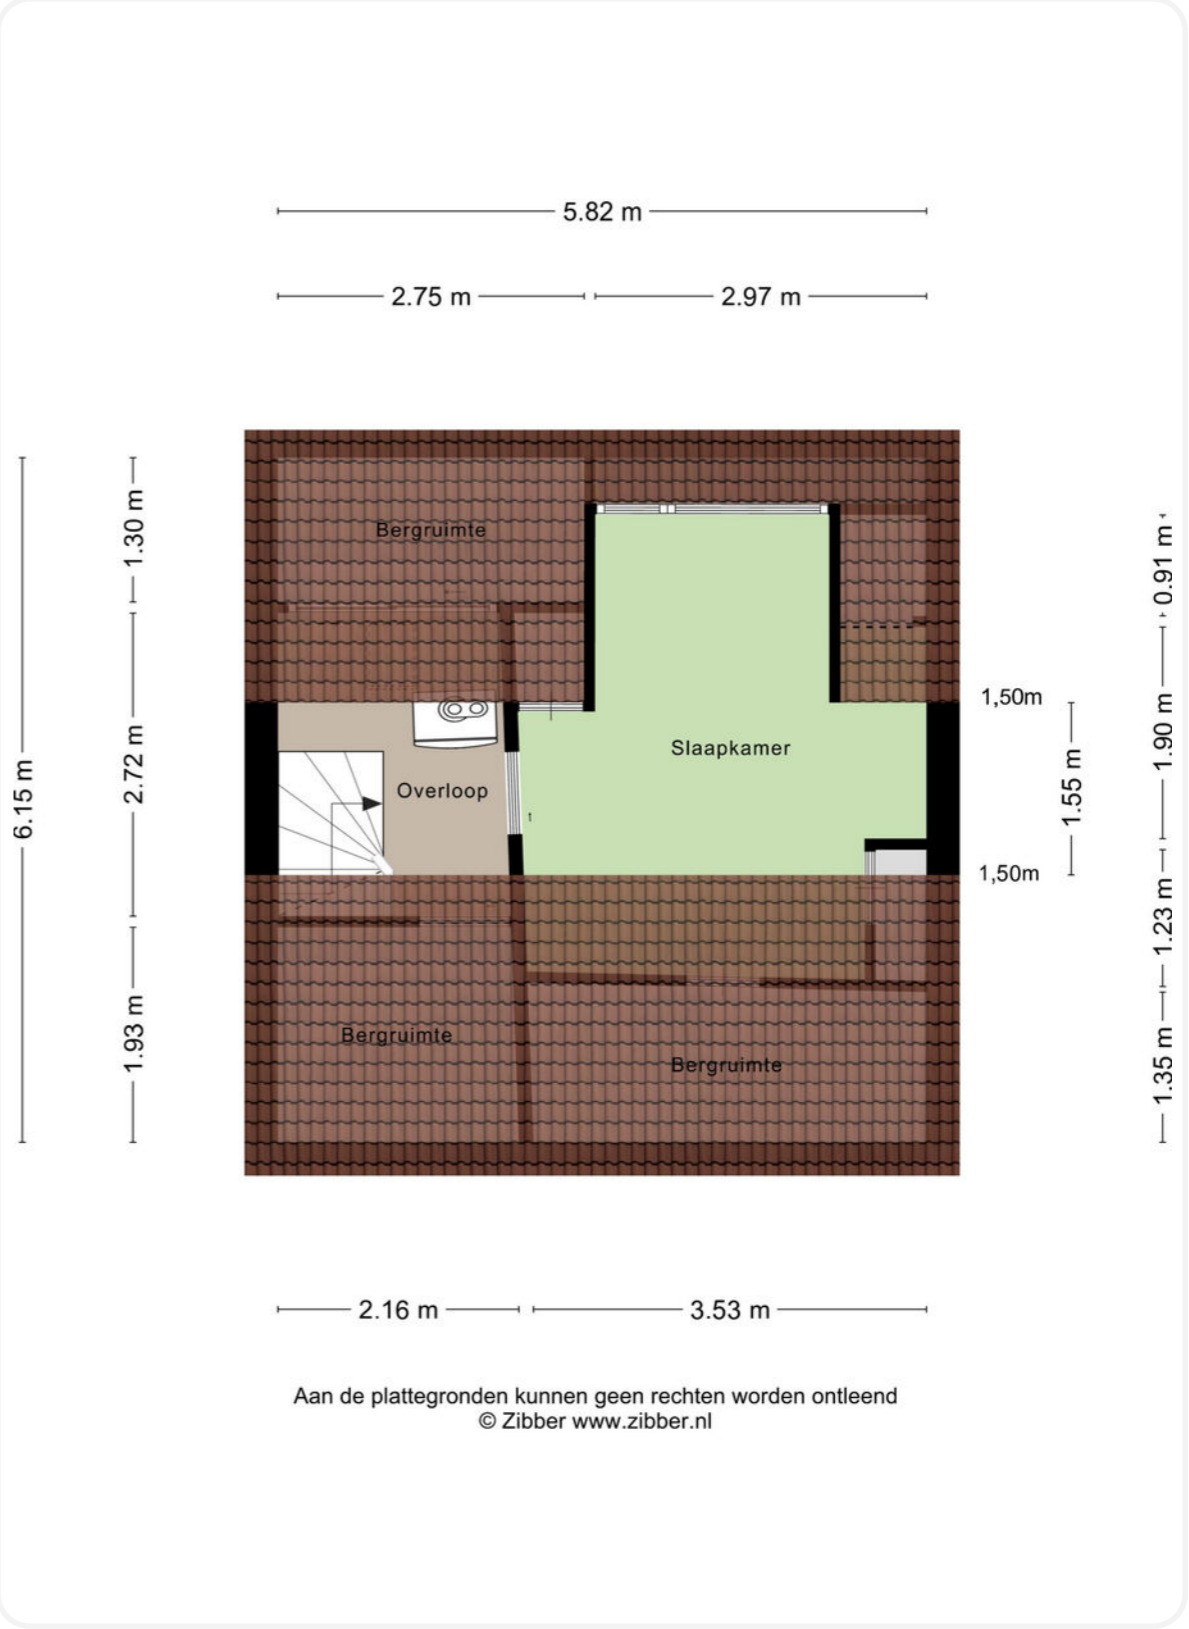 5.82 m
2.75 m
2.97 m
Bergruimte
1.30 m
0.91 m
1,50m
Slaapkamer
Overloop
2.72 m
6.15 m
1.55 m
1.90 m
1,50m
1.23 m
Bergruimte
Bergruimte
1.93 m
1.35 m
2.16 m
3.53 m
Aan de plattegronden kunnen geen rechten worden ontleend
© Zibber www.zibber.nl